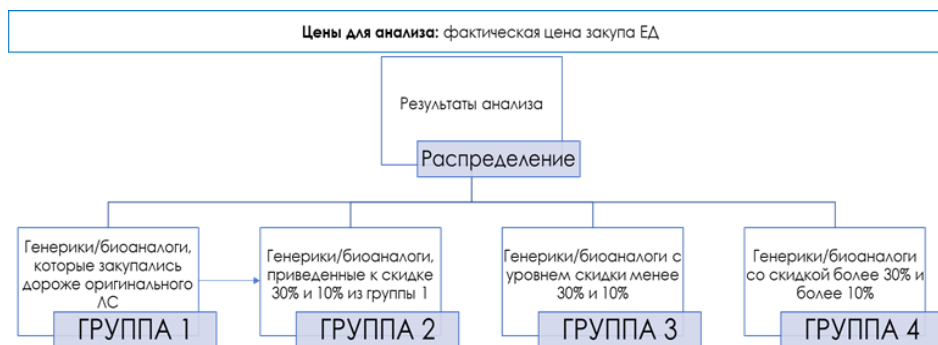 Цены для анализа: фактическая цена закупа ЕД
Результаты анализа
Распределение
Генерики/биоаналоги,
которые закупались
дороже оригинального
ЛС
ГРУППА 1
Генерики/биоаналоги,
приведенные к скидке
30% и 10% из группы 1
ГРУППА 2
Генерики/биоаналоги с
уровнем скидки менее
30% и 10%
ГРУППА 3
Генерики/биоаналоги
со скидкой более 30% и
более 10%
ГРУППА 4